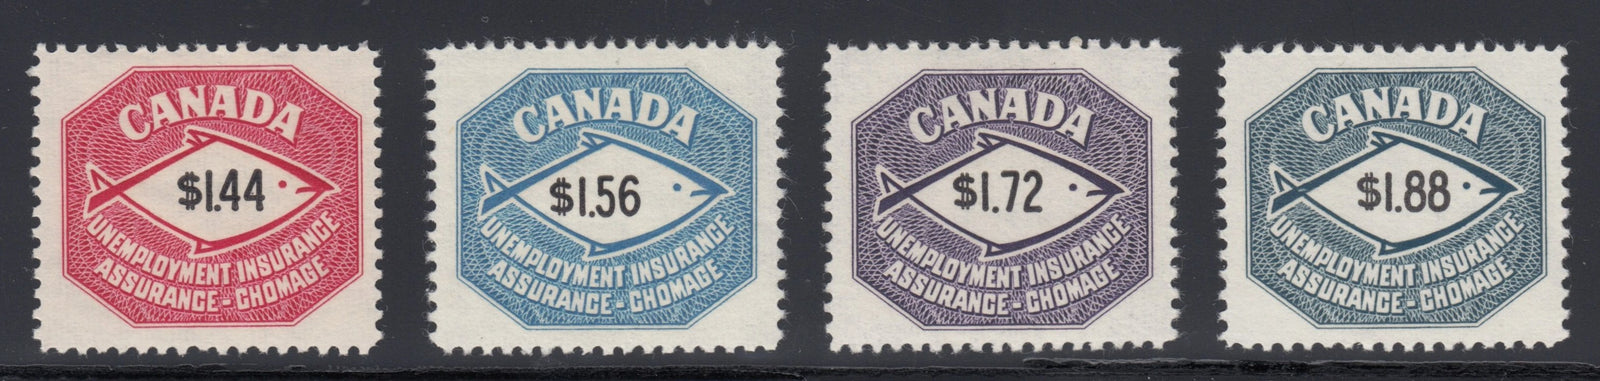 CANADA
$1.44
UNEMPLOYMENT INSURANCE
ASSURANCE-CHOMAGE
CANADA
$1.56
UNEMPLOYMENT INSURANCE
ASSURANCE-CHOMAGE
CANADA
$1.72
UNEMPLOYMENT INSURANCE
ASSURANCE-CHOMAGE
CANADA
$1.88
UNEMPLOYMENT INSURANCE
ASSURANCE-CHOMAGE